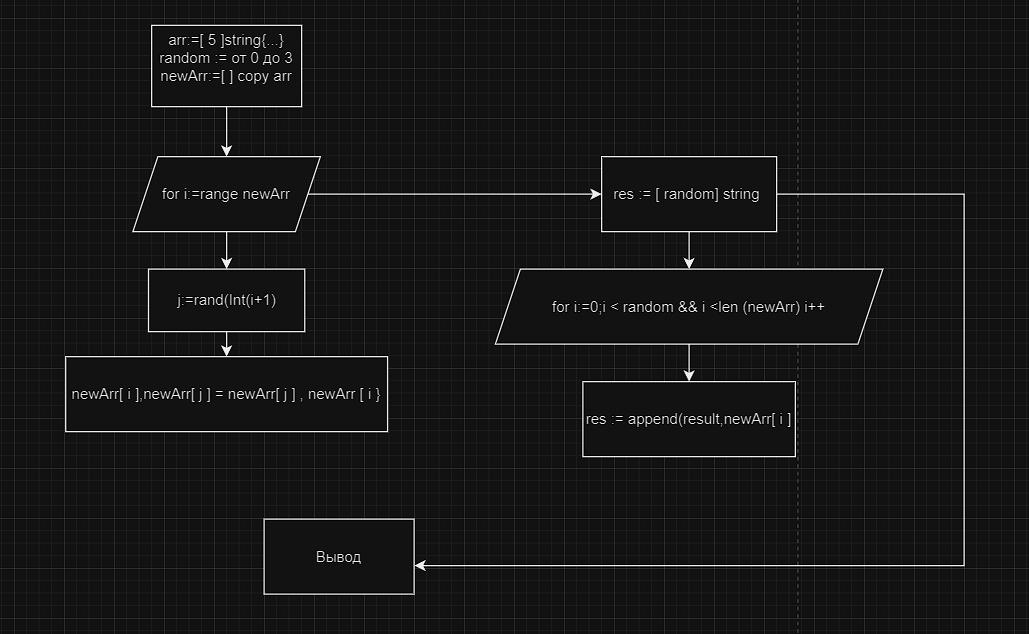 arr:=[ 5 ]string{...}
random := от 0 до 3
newArr:=[ ] copy arr
for i:=range newArr
res := [ random] string
j:=rand(Int(i+1)
for i:=0;i < random && i <len (newArr) i++
newArr[ i ],newArr[ j ] = newArr[ j ] , newArr [ i }
res := append(result,newArr[ i ]
Вывод